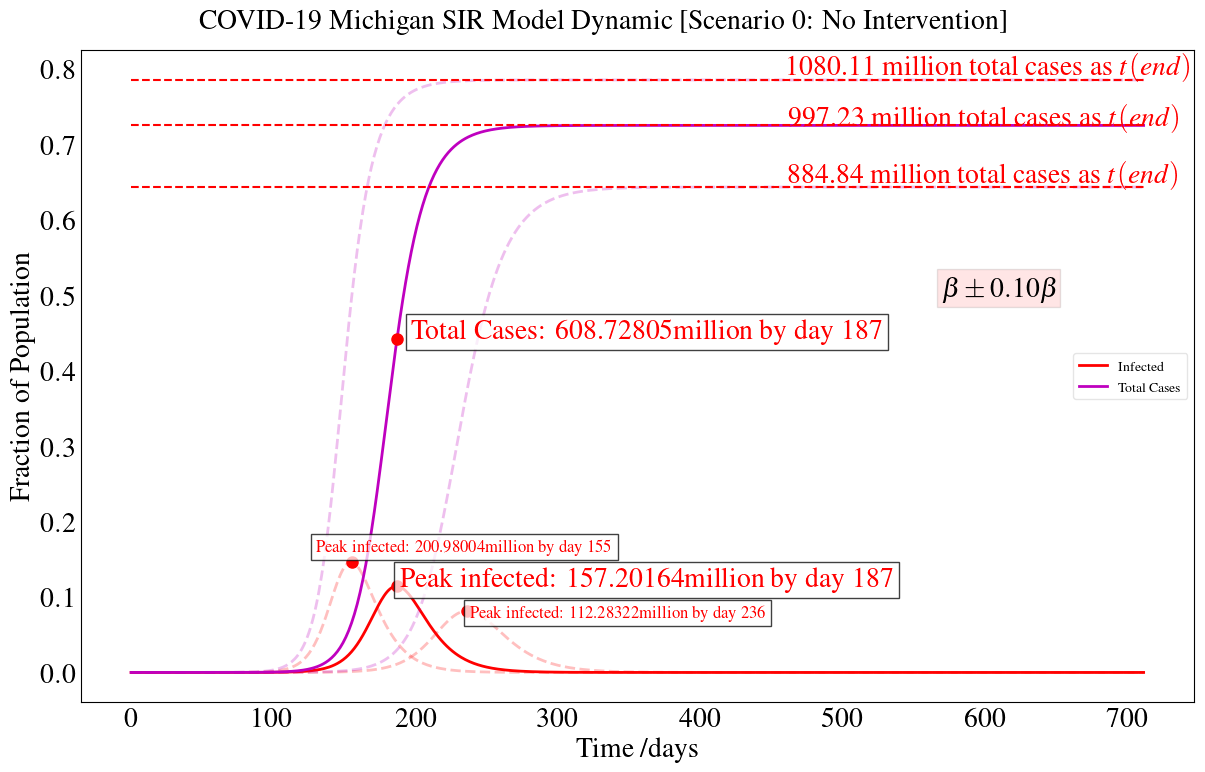 COVID-19 Michigan SIR Model Dynamic [Scenario 0: No Intervention]
0.8
0.7
0.6
0.5
0.4
0.3
0.2
0.1
0.0
Fraction of Population
1080.11 million total cases as t(end)
997.23 million total cases as t(end)
884.84 million total cases as t(end)
β ± 0.10β
Total Cases: 608.72805million by day 187
Infected
Total Cases
Peak infected: 200.98004million by day 155
Peak infected: 157.20164million by day 187
Peak infected: 112.28322million by day 236
0 100 200 300 400 500 600 700
Time /days